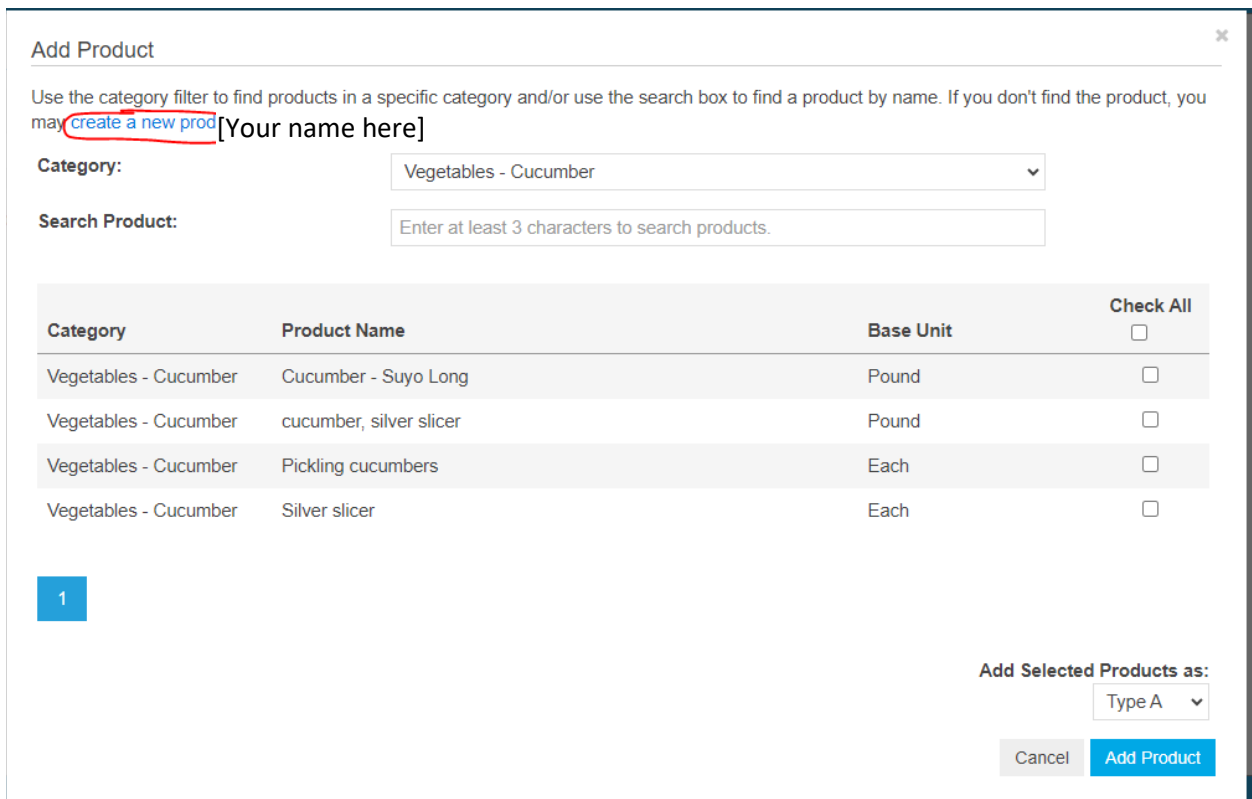 Add Product
×
Use the category filter to find products in a specific category and/or use the search box to find a product by name. If you don't find the product, you
may create a new prod[Your name here]
Category: Vegetables - Cucumber
Search Product: Enter at least 3 characters to search products.
Check All
Category Product Name Base Unit
Vegetables - Cucumber Cucumber - Suyo Long Pound
Vegetables - Cucumber cucumber, silver slicer Pound
Vegetables - Cucumber Pickling cucumbers Each
Vegetables - Cucumber Silver slicer Each
1
Add Selected Products as:
Type A
Cancel Add Product